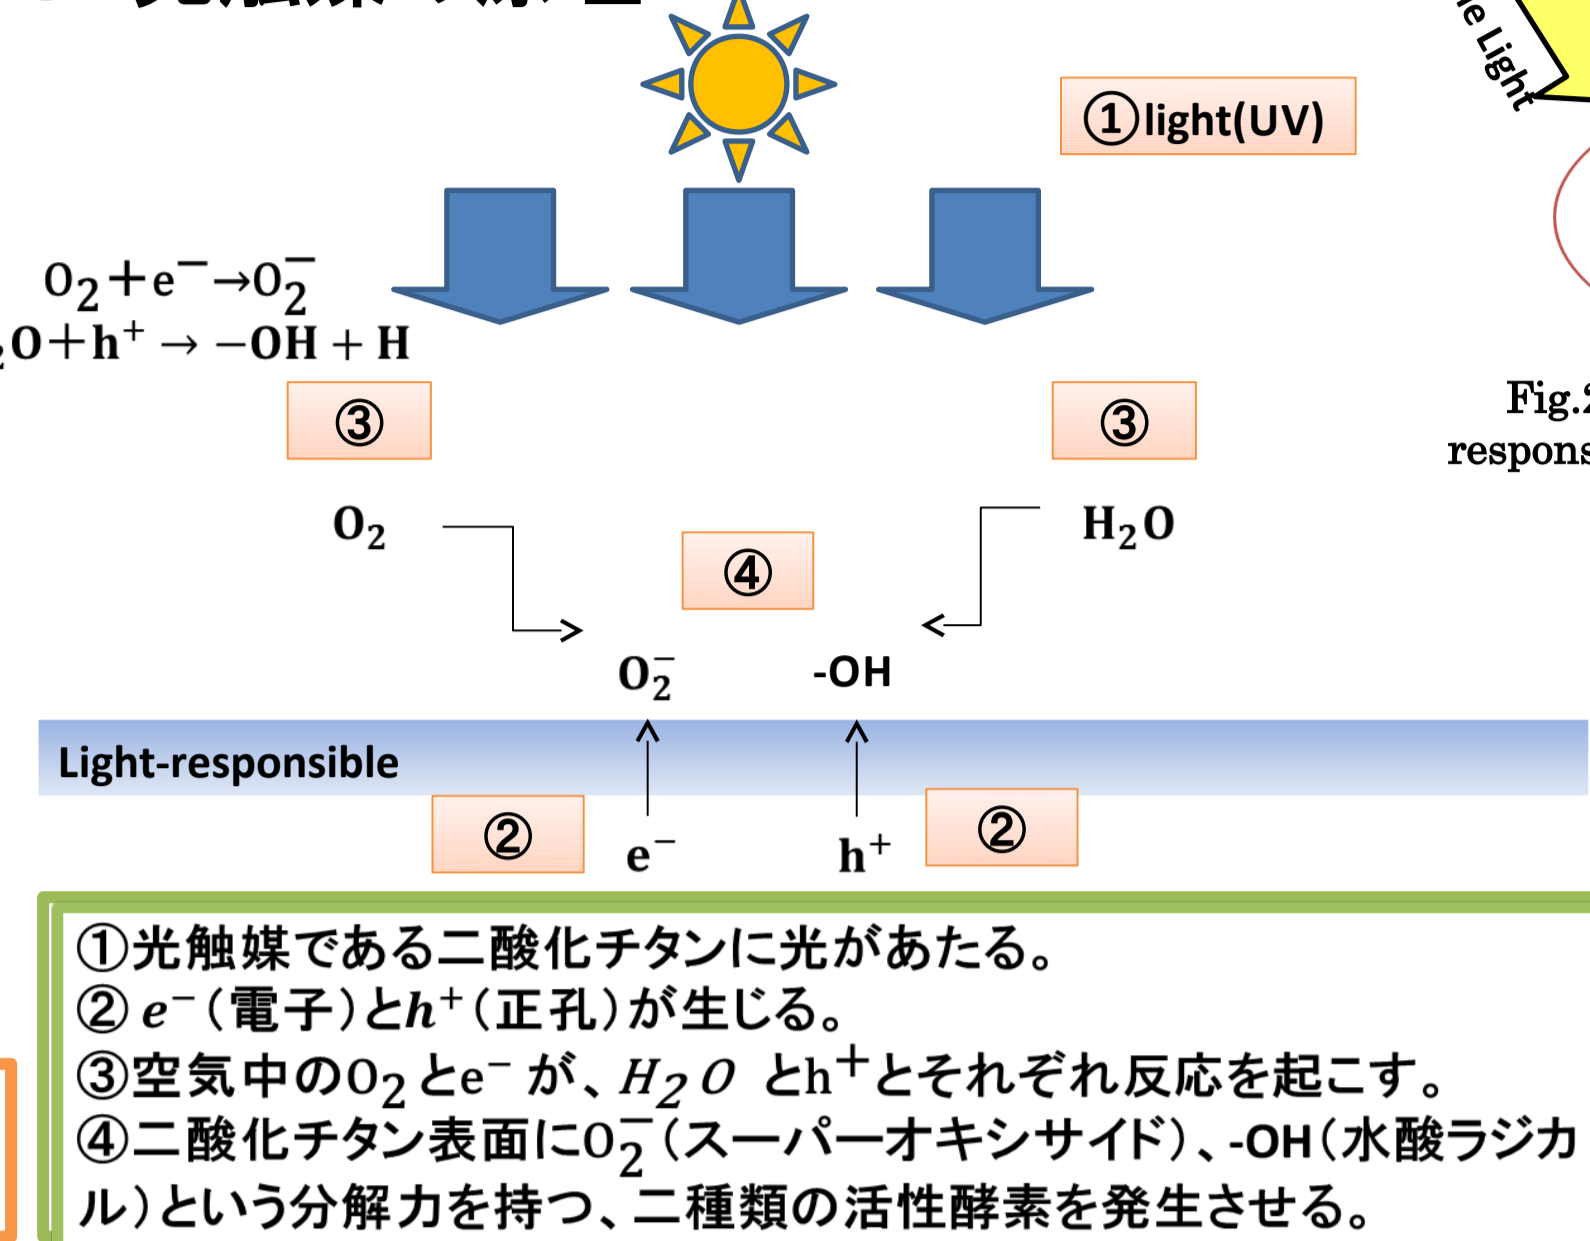 ①light(UV)
Light
O₂+e⁻→O₂⁻
₂O+h⁺ → −OH + H
③
③
Fig.2
respons
O₂
H₂O
④
O₂⁻
-OH
Light-responsible
②
②
e⁻
h⁺
①光触媒である二酸化チタンに光があたる。
② e⁻(電子)とh⁺(正孔)が生じる。
③空気中のO₂とe⁻ が、H₂O とh⁺とそれぞれ反応を起こす。
④二酸化チタン表面にO₂⁻(スーパーオキシサイド)、-OH(水酸ラジカ
ル)という分解力を持つ、二種類の活性酵素を発生させる。